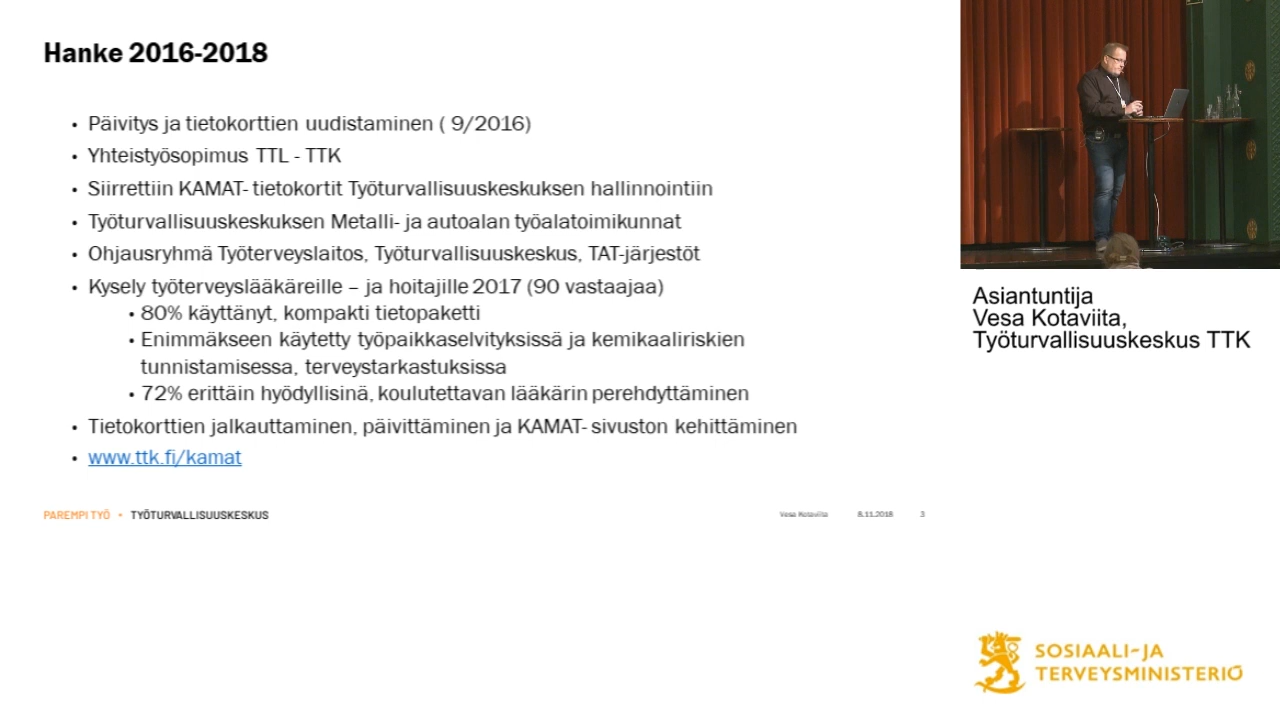 Hanke 2016-2018
• Päivitys ja tietokorttien uudistaminen ( 9/2016)
• Yhteistyösopimus TTL - TTK
• Siirrettiin KAMAT- tietokortit Työturvallisuuskeskuksen hallinnointiin
• Työturvallisuuskeskuksen Metalli- ja autoalan työalatoimikunnat
• Ohjausryhmä Työterveyslaitos, Työturvallisuuskeskus, TAT-järjestöt
• Kysely työterveyslääkäreille – ja hoitajille 2017 (90 vastaajaa)
• 80% käyttänyt, kompakti tietopaketti
• Enimmäkseen käytetty työpaikkaselvityksissä ja kemikaaliriskien
tunnistamisessa, terveystarkastuksissa
• 72% erittäin hyödyllisinä, koulutettavan lääkärin perehdyttäminen
• Tietokorttien jalkauttaminen, päivittäminen ja KAMAT- sivuston kehittäminen
• www.ttk.fi/kamat
PAREMPI TYÖ • TYÖTURVALLISUUSKESKUS
Vesa Kotaviita 8.11.2018 3
Asiantuntija
Vesa Kotaviita,
Työturvallisuuskeskus TTK
SOSIAALI- JA
TERVEYSMINISTERIÖ